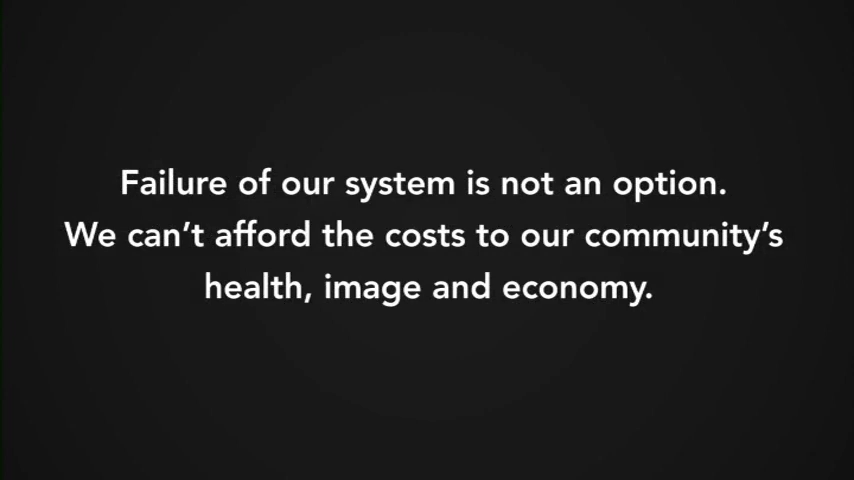 Failure of our system is not an option.
We can’t afford the costs to our community’s
health, image and economy.